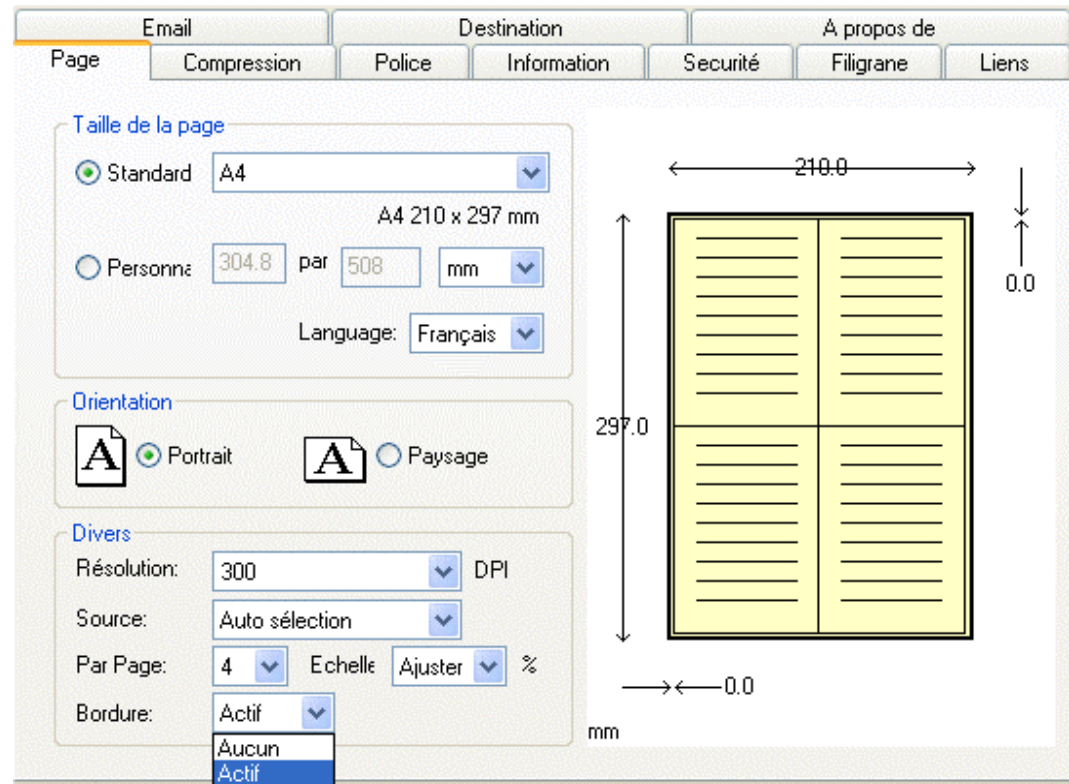 Email Destination A propos de
Page Compression Police Information Securité Filigrane Liens
Taille de la page
Standard A4
A4 210 x 297 mm
Personna 304.8 par 508 mm
Language: Français
Orientation
A Portrait A Paysage
Divers
Résolution: 300 DPI
Source: Auto sélection
Par Page: 4 Echelle Ajuster %
Bordure: Actif
Aucun
Actif
210.0
0.0
297.0
0.0
mm